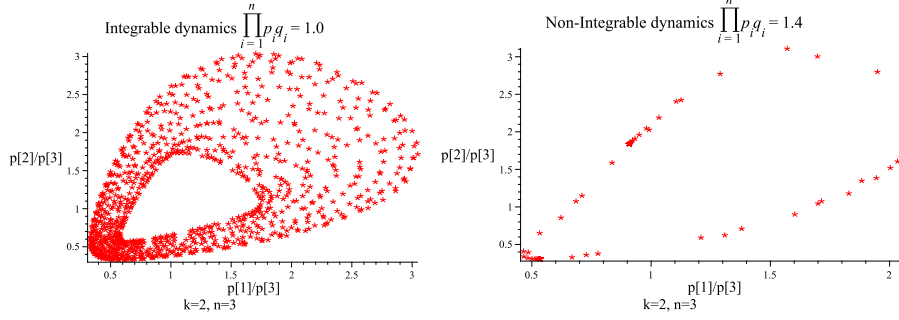 Integrable dynamics ∏_{i=1}^{n} p_i q_i = 1.0
3
2.5
2
1.5
1
0.5
p[2]/p[3]
0.5 1 1.5 2 2.5 3
p[1]/p[3]
k=2, n=3
Non-Integrable dynamics ∏_{i=1}^{n} p_i q_i = 1.4
3
2.5
2
1.5
1
0.5
p[2]/p[3]
0.5 1 1.5 2
p[1]/p[3]
k=2, n=3